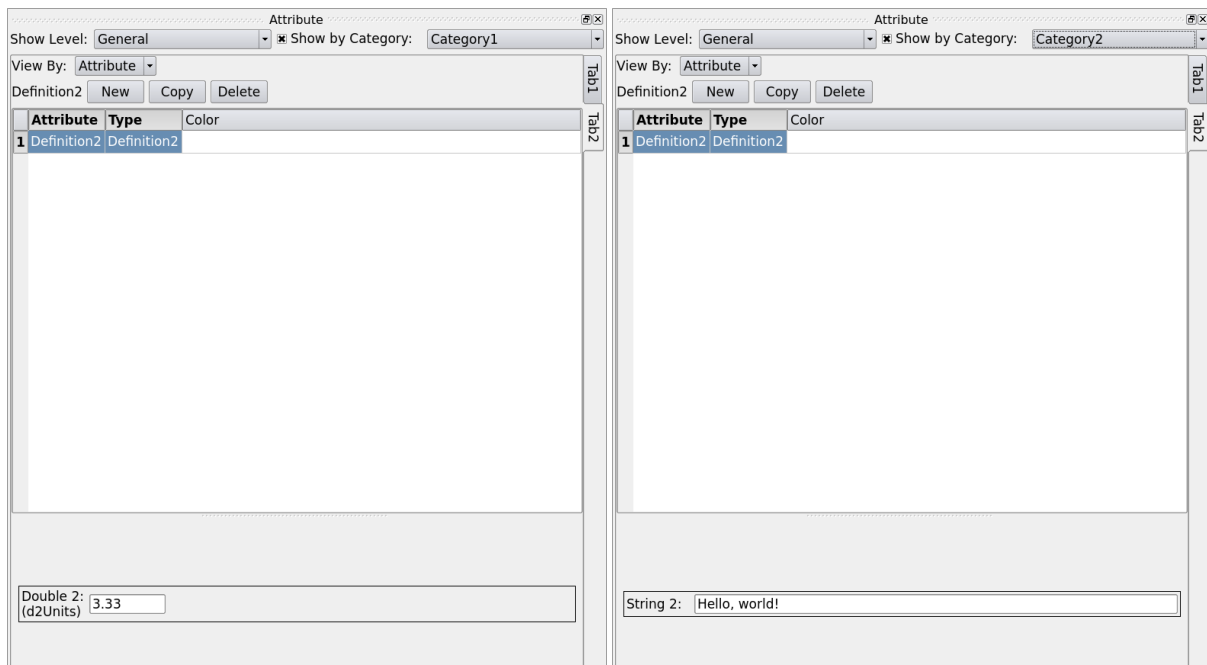 Attribute
Show Level: General Show by Category: Category1
View By: Attribute
Tab1
Definition2 New Copy Delete
Attribute Type Color
Tab2
1 Definition2 Definition2
Double 2:
(d2Units) 3.33
Attribute
Show Level: General Show by Category: Category2
View By: Attribute
Tab1
Definition2 New Copy Delete
Attribute Type Color
Tab2
1 Definition2 Definition2
String 2: Hello, world!